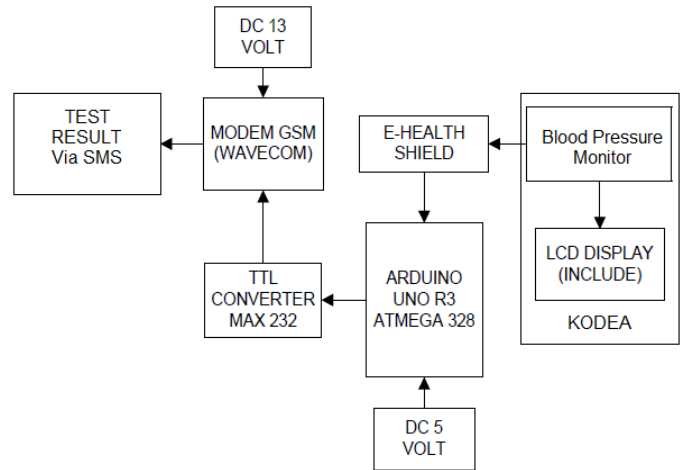 DC 13
VOLT
TEST
RESULT
Via SMS
MODEM GSM
(WAVECOM)
E-HEALTH
SHIELD
Blood Pressure
Monitor
LCD DISPLAY
(INCLUDE)
KODEA
TTL
CONVERTER
MAX 232
ARDUINO
UNO R3
ATMEGA 328
DC 5
VOLT